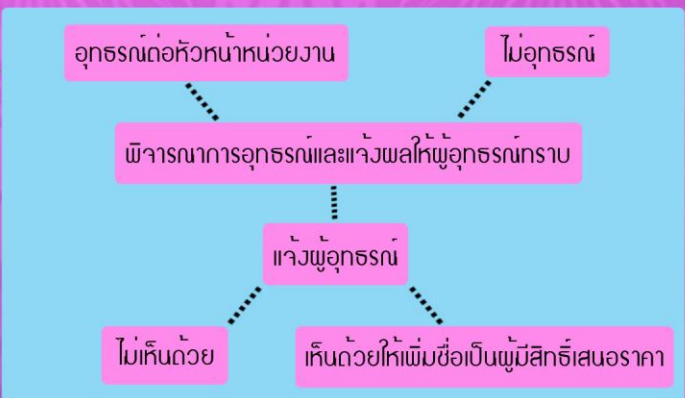 อุทธรณ์ต่อหัวหน้าหน่วยงาน
ไม่อุทธรณ์
พิจารณาการอุทธรณ์และแจ้งผลให้ผู้อุทธรณ์ทราบ
แจ้งผู้อุทธรณ์
ไม่เห็นด้วย
เห็นด้วยให้เพิ่มชื่อเป็นผู้มีสิทธิ์เสนอราคา